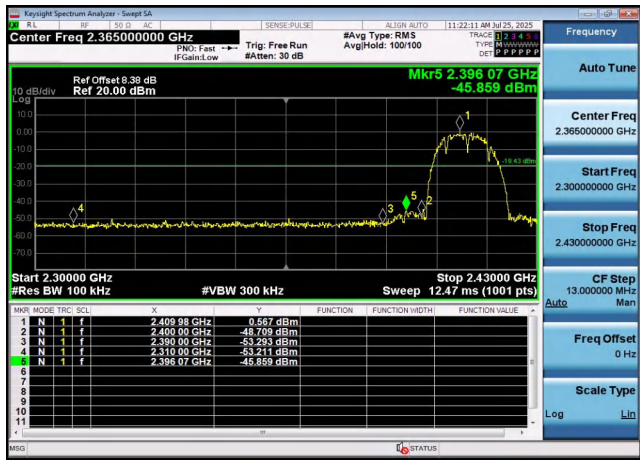 Keysight Spectrum Analyzer - Swept SA
RL RF 50 Ω AC SENSE:PULSE ALIGN AUTO 11:22:11 AM Jul 25, 2025
Center Freq 2.365000000 GHz
PNO: Fast
IFGain:Low
Trig: Free Run
#Atten: 30 dB
#Avg Type: RMS
Avg|Hold: 100/100
TRACE 1 2 3 4 5 6
TYPE M W W W W W
DET P P P P P P
Ref Offset 8.38 dB
Ref 20.00 dBm
10 dB/div
Log
Mkr5 2.396 07 GHz
-45.859 dBm
10.0
0.00
-10.0
-20.0
-30.0
-40.0
-50.0
-60.0
-70.0
1
-19.43 dBm
4
3
5
2
Start 2.30000 GHz
Stop 2.43000 GHz
#Res BW 100 kHz
#VBW 300 kHz
Sweep 12.47 ms (1001 pts)
MKR MODE TRC SCL X Y FUNCTION FUNCTION WIDTH FUNCTION VALUE
1 N 1 f 2.409 98 GHz 0.567 dBm
2 N 1 f 2.400 00 GHz -48.709 dBm
3 N 1 f 2.390 00 GHz -53.293 dBm
4 N 1 f 2.310 00 GHz -53.211 dBm
5 N 1 f 2.396 07 GHz -45.859 dBm
6
7
8
9
10
11
MSG
STATUS
Frequency
Auto Tune
Center Freq
2.365000000 GHz
Start Freq
2.300000000 GHz
Stop Freq
2.430000000 GHz
CF Step
13.000000 MHz
Auto Man
Freq Offset
0 Hz
Scale Type
Log Lin